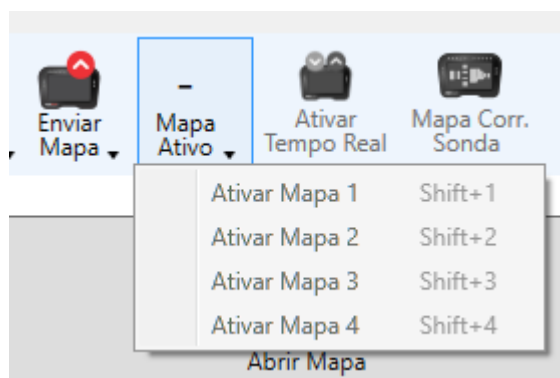 Enviar
Mapa
-
Mapa
Ativo
Ativar
Tempo Real
Mapa Corr.
Sonda
Ativar Mapa 1 Shift+1
Ativar Mapa 2 Shift+2
Ativar Mapa 3 Shift+3
Ativar Mapa 4 Shift+4
Abrir Mapa